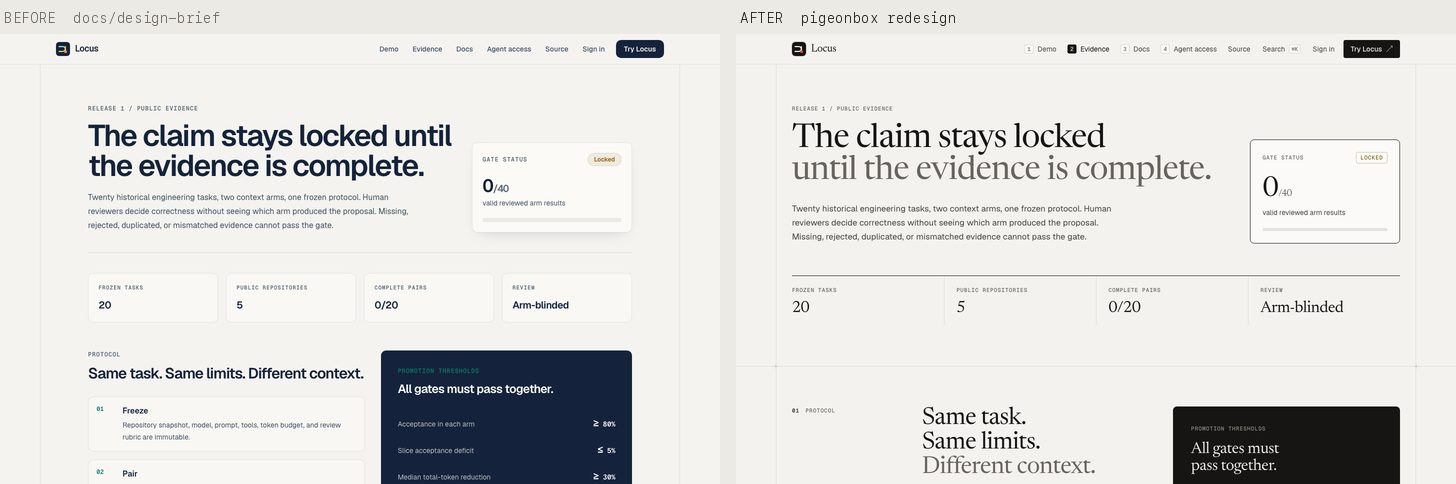 BEFORE docs/design-brief
Locus
Demo Evidence Docs Agent access Source Sign in Try Locus
RELEASE 1 / PUBLIC EVIDENCE
The claim stays locked until
the evidence is complete.
Twenty historical engineering tasks, two context arms, one frozen protocol. Human
reviewers decide correctness without seeing which arm produced the proposal. Missing,
rejected, duplicated, or mismatched evidence cannot pass the gate.
GATE STATUS Locked
0/40
valid reviewed arm results
FROZEN TASKS
20
PUBLIC REPOSITORIES
5
COMPLETE PAIRS
0/20
REVIEW
Arm-blinded
PROTOCOL
Same task. Same limits. Different context.
01 Freeze
Repository snapshot, model, prompt, tools, token budget, and review
rubric are immutable.
02 Pair
PROMOTION THRESHOLDS
All gates must pass together.
Acceptance in each arm ≥ 80%
Slice acceptance deficit ≤ 5%
Median total-token reduction ≥ 30%
AFTER pigeonbox redesign
Locus
1 Demo 2 Evidence 3 Docs 4 Agent access Source Search ⌘K Sign in Try Locus ↗
RELEASE 1 / PUBLIC EVIDENCE
The claim stays locked
until the evidence is complete.
Twenty historical engineering tasks, two context arms, one frozen protocol. Human
reviewers decide correctness without seeing which arm produced the proposal.
Missing, rejected, duplicated, or mismatched evidence cannot pass the gate.
GATE STATUS LOCKED
0/40
valid reviewed arm results
FROZEN TASKS
20
PUBLIC REPOSITORIES
5
COMPLETE PAIRS
0/20
REVIEW
Arm-blinded
01 PROTOCOL
Same task.
Same limits.
Different context.
PROMOTION THRESHOLDS
All gates must
pass together.